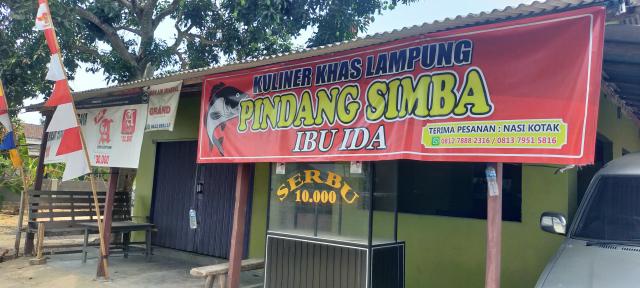 KULINER KHAS LAMPUNG
PINDANG SIMBA
IBU IDA
TERIMA PESANAN : NASI KOTAK
0812 7888 2316 / 0813 7951 5816
SERBU
10.000
GRAND